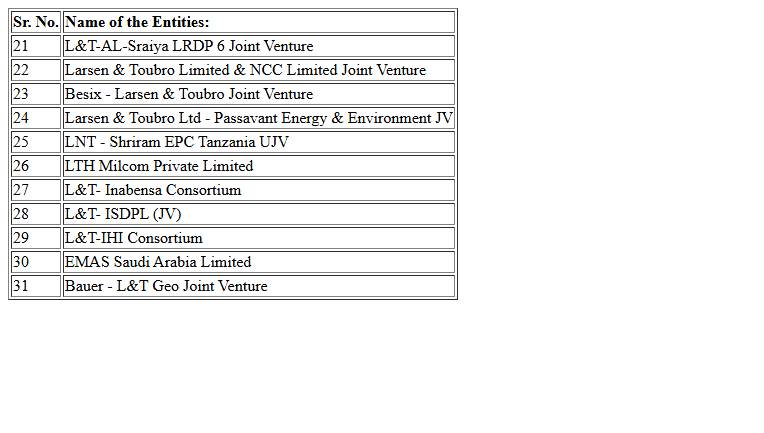 Sr. No. Name of the Entities:
21 L&T-AL-Sraiya LRDP 6 Joint Venture
22 Larsen & Toubro Limited & NCC Limited Joint Venture
23 Besix - Larsen & Toubro Joint Venture
24 Larsen & Toubro Ltd - Passavant Energy & Environment JV
25 LNT - Shriram EPC Tanzania UJV
26 LTH Milcom Private Limited
27 L&T- Inabensa Consortium
28 L&T- ISDPL (JV)
29 L&T-IHI Consortium
30 EMAS Saudi Arabia Limited
31 Bauer - L&T Geo Joint Venture